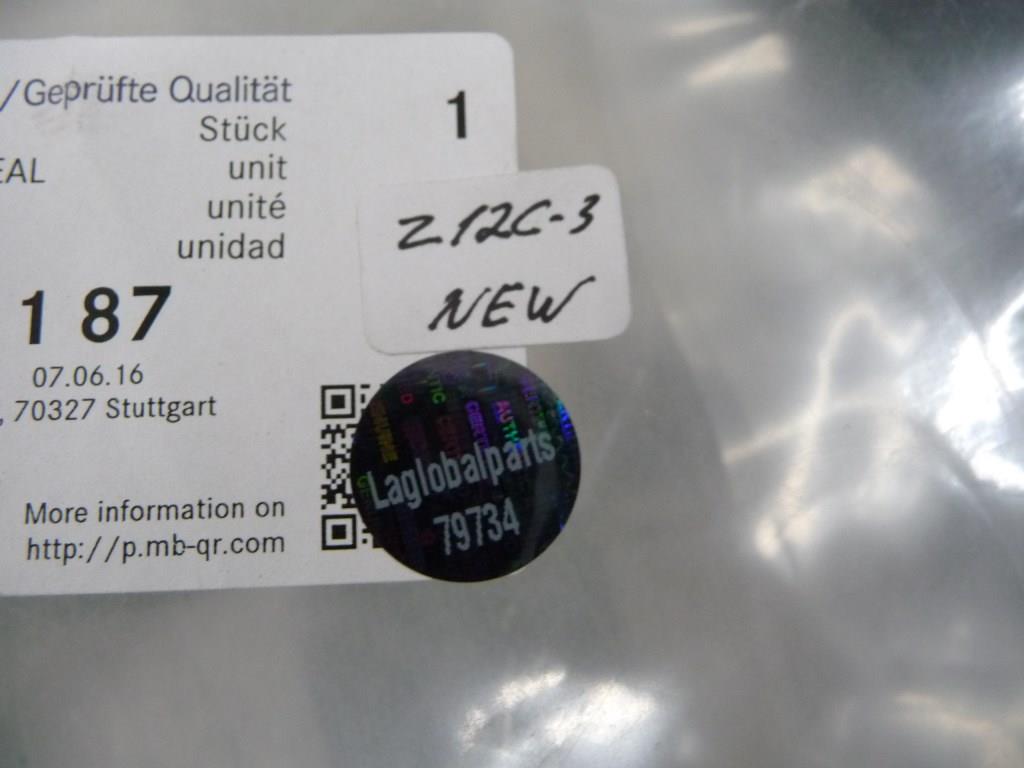 /Geprüfte Qualität
Stück
1
EAL
unit
unité
unidad
Z12C-3
NEW
1 87
07.06.16
, 70327 Stuttgart
More information on
http://p.mb-qr.com
Laglobalparts
79734